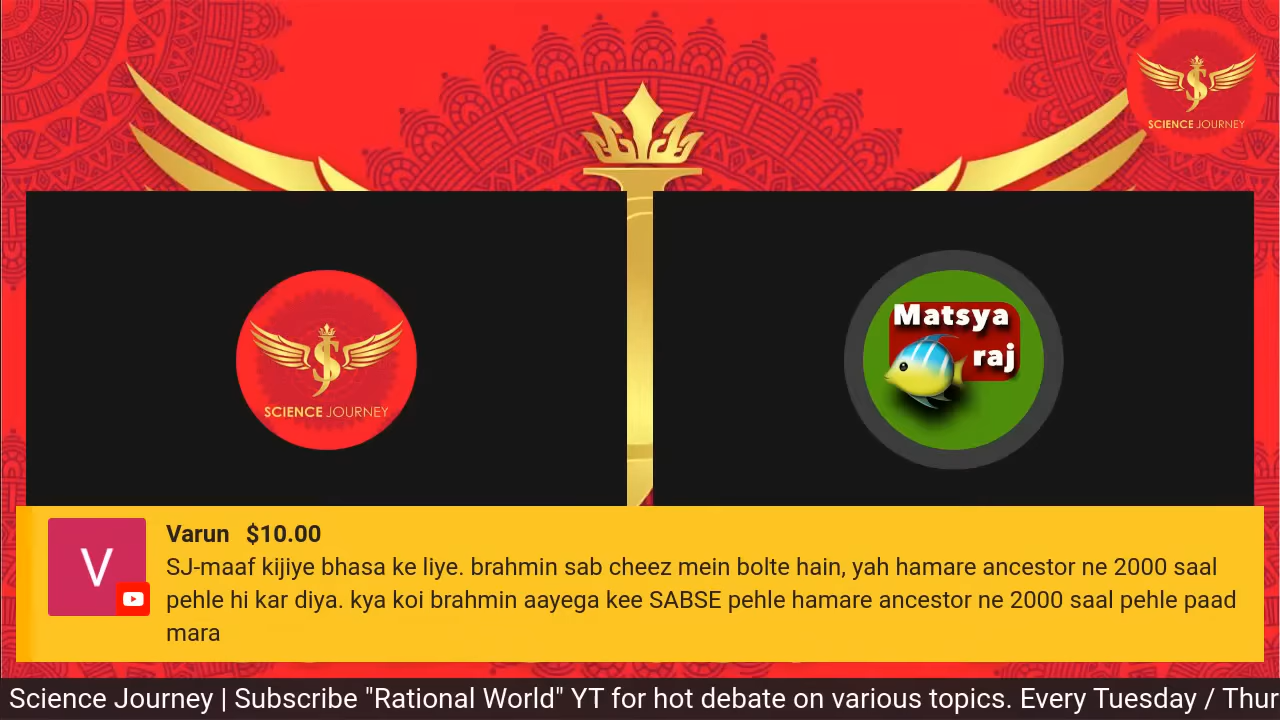 SCIENCE JOURNEY
SCIENCE JOURNEY
Matsya
raj
V
Varun $10.00
SJ-maaf kijiye bhasa ke liye. brahmin sab cheez mein bolte hain, yah hamare ancestor ne 2000 saal
pehle hi kar diya. kya koi brahmin aayega kee SABSE pehle hamare ancestor ne 2000 saal pehle paad
mara
Science Journey | Subscribe "Rational World" YT for hot debate on various topics. Every Tuesday / Thur